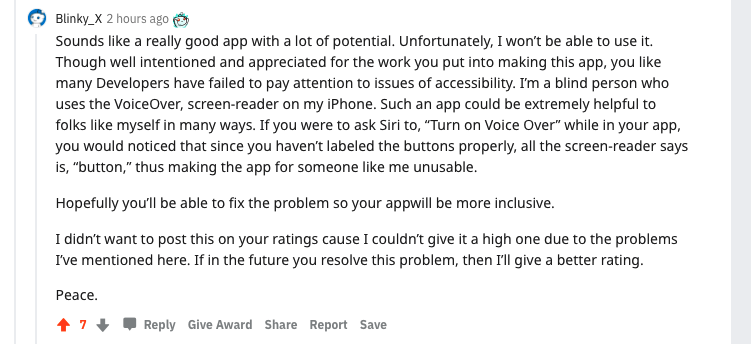 Blinky_X 2 hours ago
Sounds like a really good app with a lot of potential. Unfortunately, I won’t be able to use it.
Though well intentioned and appreciated for the work you put into making this app, you like
many Developers have failed to pay attention to issues of accessibility. I’m a blind person who
uses the VoiceOver, screen-reader on my iPhone. Such an app could be extremely helpful to
folks like myself in many ways. If you were to ask Siri to, “Turn on Voice Over” while in your app,
you would noticed that since you haven’t labeled the buttons properly, all the screen-reader says
is, “button,” thus making the app for someone like me unusable.
Hopefully you’ll be able to fix the problem so your appwill be more inclusive.
I didn’t want to post this on your ratings cause I couldn’t give it a high one due to the problems
I’ve mentioned here. If in the future you resolve this problem, then I’ll give a better rating.
Peace.
7 Reply Give Award Share Report Save